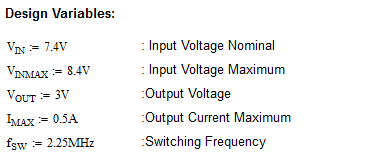 Design Variables:
V_IN := 7.4V : Input Voltage Nominal
V_INMAX := 8.4V : Input Voltage Maximum
V_OUT := 3V :Output Voltage
I_MAX := 0.5A :Output Current Maximum
f_SW := 2.25MHz :Switching Frequency